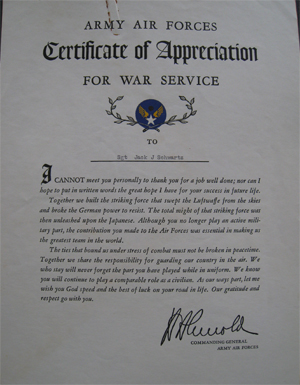 ARMY AIR FORCES
Certificate of Appreciation
FOR WAR SERVICE
TO
Sgt Jack J Schwartz
I CANNOT meet you personally to thank you for a job well done; nor can I
hope to put in written words the great hope I have for your success in future life.
Together we built the striking force that swept the Luftwaffe from the skies
and broke the German power to resist. The total might of that striking force was
then unleashed upon the Japanese. Although you no longer play an active mili-
tary part, the contribution you made to the Air Forces was essential in making us
the greatest team in the world.
The ties that bound us under stress of combat must not be broken in peacetime.
Together we share the responsibility for guarding our country in the air. We
who stay will never forget the part you have played while in uniform. We know
you will continue to play a comparable role as a civilian. As our ways part, let me
wish you God speed and the best of luck on your road in life. Our gratitude and
respect go with you.
H H Arnold
COMMANDING GENERAL
ARMY AIR FORCES